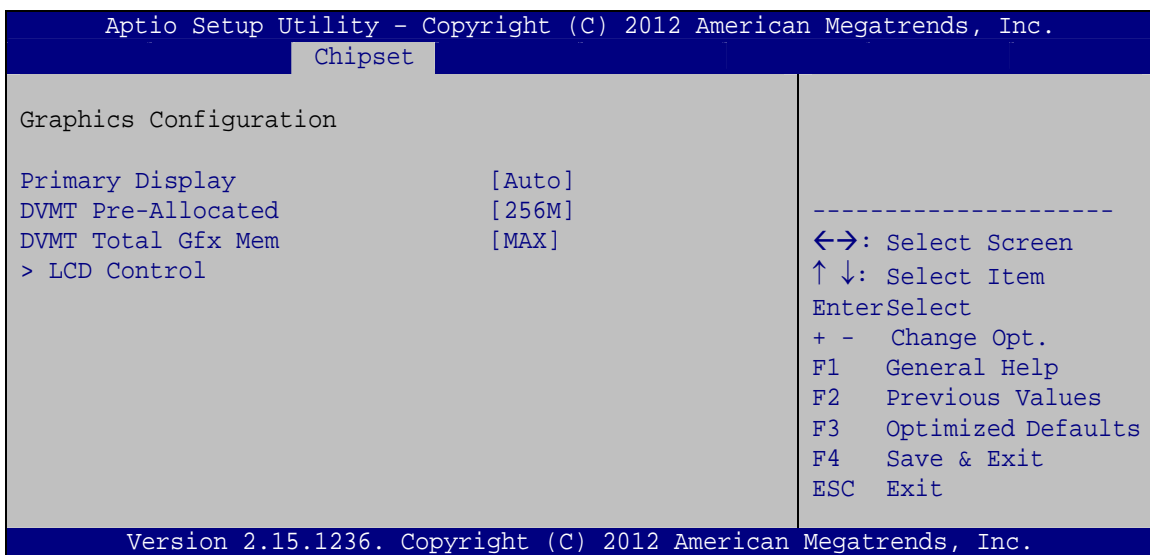 Aptio Setup Utility – Copyright (C) 2012 American Megatrends, Inc.
Chipset
Graphics Configuration
Primary Display [Auto]
DVMT Pre-Allocated [256M]
DVMT Total Gfx Mem [MAX]
> LCD Control
---------------------
←→: Select Screen
↑ ↓: Select Item
EnterSelect
+ - Change Opt.
F1 General Help
F2 Previous Values
F3 Optimized Defaults
F4 Save & Exit
ESC Exit
Version 2.15.1236. Copyright (C) 2012 American Megatrends, Inc.